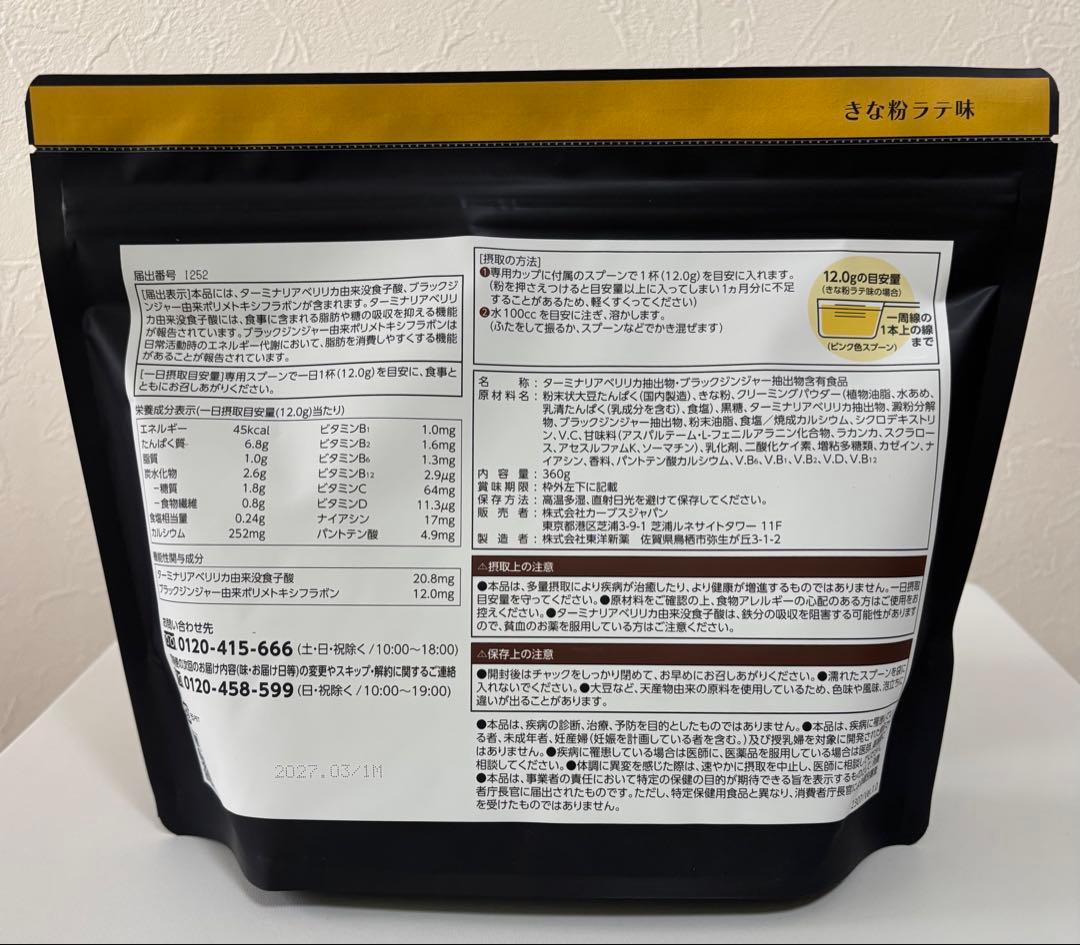 きな粉ラテ味
届出番号 I252
[届出表示]本品には、ターミナリアベリリカ由来没食子酸、ブラックジ
ンジャー由来ポリメトキシフラボンが含まれます。ターミナリアベリリ
カ由来没食子酸には、食事に含まれる脂肪や糖の吸収を抑える機能
が報告されています。ブラックジンジャー由来ポリメトキシフラボンは
日常活動時のエネルギー代謝において、脂肪を消費しやすくする機能
があることが報告されています。
[一日摂取目安量]専用スプーンで一日1杯(12.0g)を目安に、食事と
ともにお召しあがりください。
栄養成分表示(一日摂取目安量(12.0g)当たり)
エネルギー 45kcal ビタミンB1 1.0mg
たんぱく質 6.8g ビタミンB2 1.6mg
脂質 1.0g ビタミンB6 1.3mg
炭水化物 2.6g ビタミンB12 2.9μg
－糖質 1.8g ビタミンC 64mg
－食物繊維 0.8g ビタミンD 11.3μg
食塩相当量 0.24g ナイアシン 17mg
カルシウム 252mg パントテン酸 4.9mg
機能性関与成分
ターミナリアベリリカ由来没食子酸 20.8mg
ブラックジンジャー由来ポリメトキシフラボン 12.0mg
お問い合わせ先
0120-415-666 (土・日・祝除く/10:00〜18:00)
の次回のお届け内容(味・お届け日等)の変更やスキップ・解約に関するご連絡
0120-458-599 (日・祝除く/10:00〜19:00)
2027.03/1M
[摂取の方法]
❶専用カップに付属のスプーンで1杯(12.0g)を目安に入れます。
(粉を押さえつけると目安量以上に入ってしまい1ヵ月分に不足
することがあるため、軽くすくってください)
❷水100ccを目安に注ぎ、溶かします。
(ふたをして振るか、スプーンなどでかき混ぜます)
12.0gの目安量
(きな粉ラテ味の場合)
一周線の
1本上の線
まで
(ピンク色スプーン)
名称:ターミナリアベリリカ抽出物・ブラックジンジャー抽出物含有食品
原材料名:粉末状大豆たんぱく(国内製造)、きな粉、クリーミングパウダー(植物油脂、水あめ、
乳清たんぱく(乳成分を含む)、食塩)、黒糖、ターミナリアベリリカ抽出物、澱粉分解
物、ブラックジンジャー抽出物、粉末油脂、食塩/焼成カルシウム、シクロデキストリ
ン、V.C、甘味料(アスパルテーム・L-フェニルアラニン化合物、ラカンカ、スクラロー
ス、アセスルファムK、ソーマチン)、乳化剤、二酸化ケイ素、増粘多糖類、カゼイン、ナ
イアシン、香料、パントテン酸カルシウム、V.B6、V.B1、V.B2、V.D、V.B12
内容量:360g
賞味期限:枠外左下に記載
保存方法:高温多湿、直射日光を避けて保存してください。
販売者:株式会社カーブスジャパン
東京都港区芝浦3-9-1 芝浦ルネサイトタワー 11F
製造者:株式会社東洋新薬 佐賀県鳥栖市弥生が丘3-1-2
⚠摂取上の注意
●本品は、多量摂取により疾病が治癒したり、より健康が増進するものではありません。一日摂取
目安量を守ってください。●原材料をご確認の上、食物アレルギーの心配のある方はご使用をお
控えください。●ターミナリアベリリカ由来没食子酸は、鉄分の吸収を阻害する可能性があります
ので、貧血のお薬を服用している方はご注意ください。
⚠保存上の注意
●開封後はチャックをしっかり閉めて、お早めにお召しあがりください。●濡れたスプーンを袋に
入れないでください。●大豆など、天産物由来の原料を使用しているため、色味や風味、泡立ちに
違いが出ることがあります。
●本品は、疾病の診断、治療、予防を目的としたものではありません。●本品は、疾病に罹患して
る者、未成年者、妊産婦(妊娠を計画している者を含む。)及び授乳婦を対象に開発された
はありません。●疾病に罹患している場合は医師に、医薬品を服用している場合は医師、
相談してください。●体調に異変を感じた際は、速やかに摂取を中止し、医師に相談し
●本品は、事業者の責任において特定の保健の目的が期待できる旨を表示するもの
者庁長官に届出されたものです。ただし、特定保健用食品と異なり、消費者庁長官
を受けたものではありません。